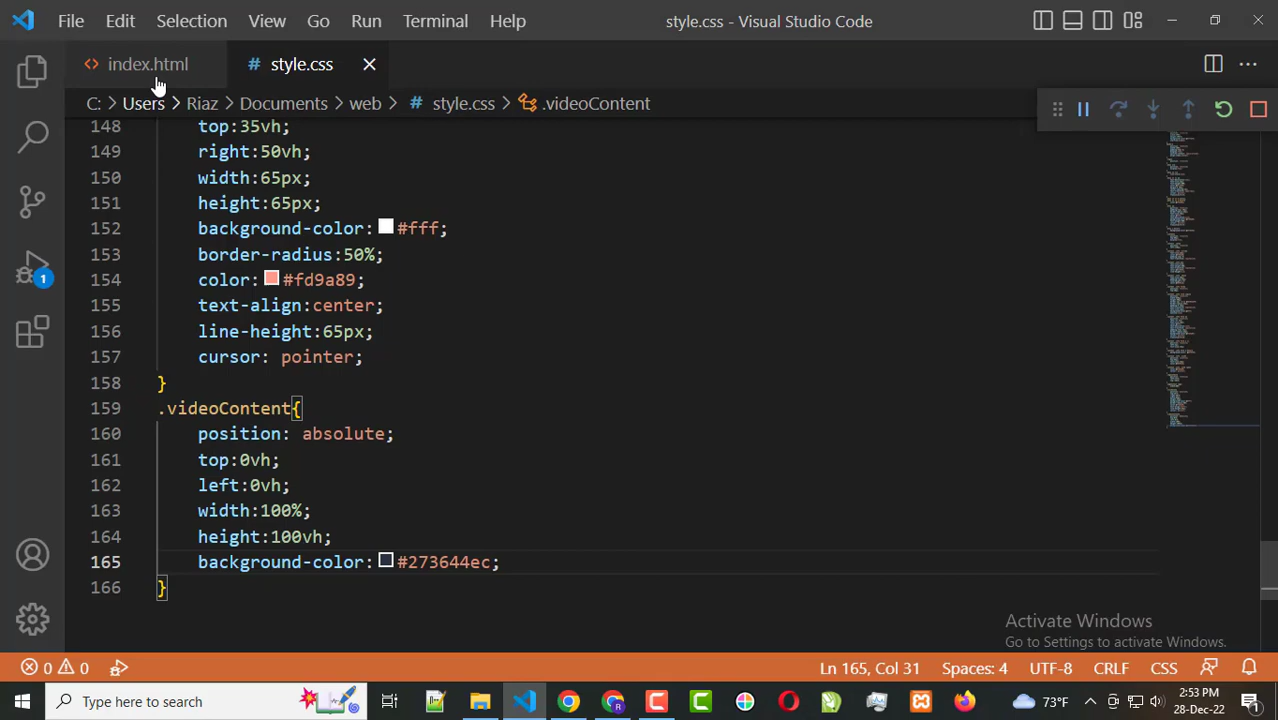 File Edit Selection View Go Run Terminal Help style.css - Visual Studio Code
<> index.html # style.css
C: > Users > Riaz > Documents > web > # style.css > .videoContent
148 top:35vh;
149 right:50vh;
150 width:65px;
151 height:65px;
152 background-color: #fff;
153 border-radius:50%;
154 color: #fd9a89;
155 text-align:center;
156 line-height:65px;
157 cursor: pointer;
158 }
159 .videoContent{
160 position: absolute;
161 top:0vh;
162 left:0vh;
163 width:100%;
164 height:100vh;
165 background-color: #273644ec;
166 }
1
Activate Windows
Go to Settings to activate Windows.
0 0 Ln 165, Col 31 Spaces: 4 UTF-8 CRLF CSS
Type here to search 73°F 2:53 PM
28-Dec-22 1